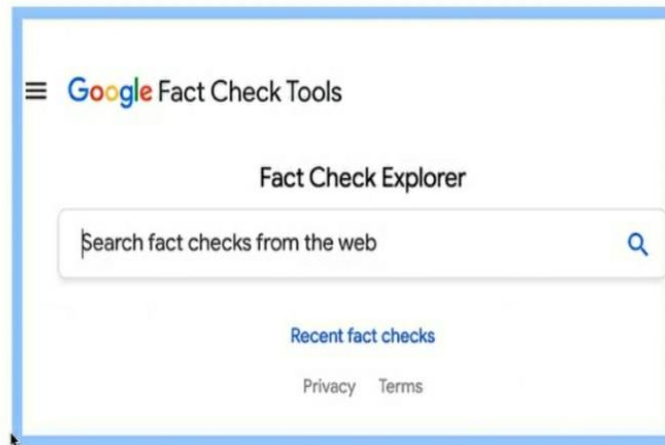 Google Fact Check Tools
Fact Check Explorer
Search fact checks from the web
Recent fact checks
Privacy Terms